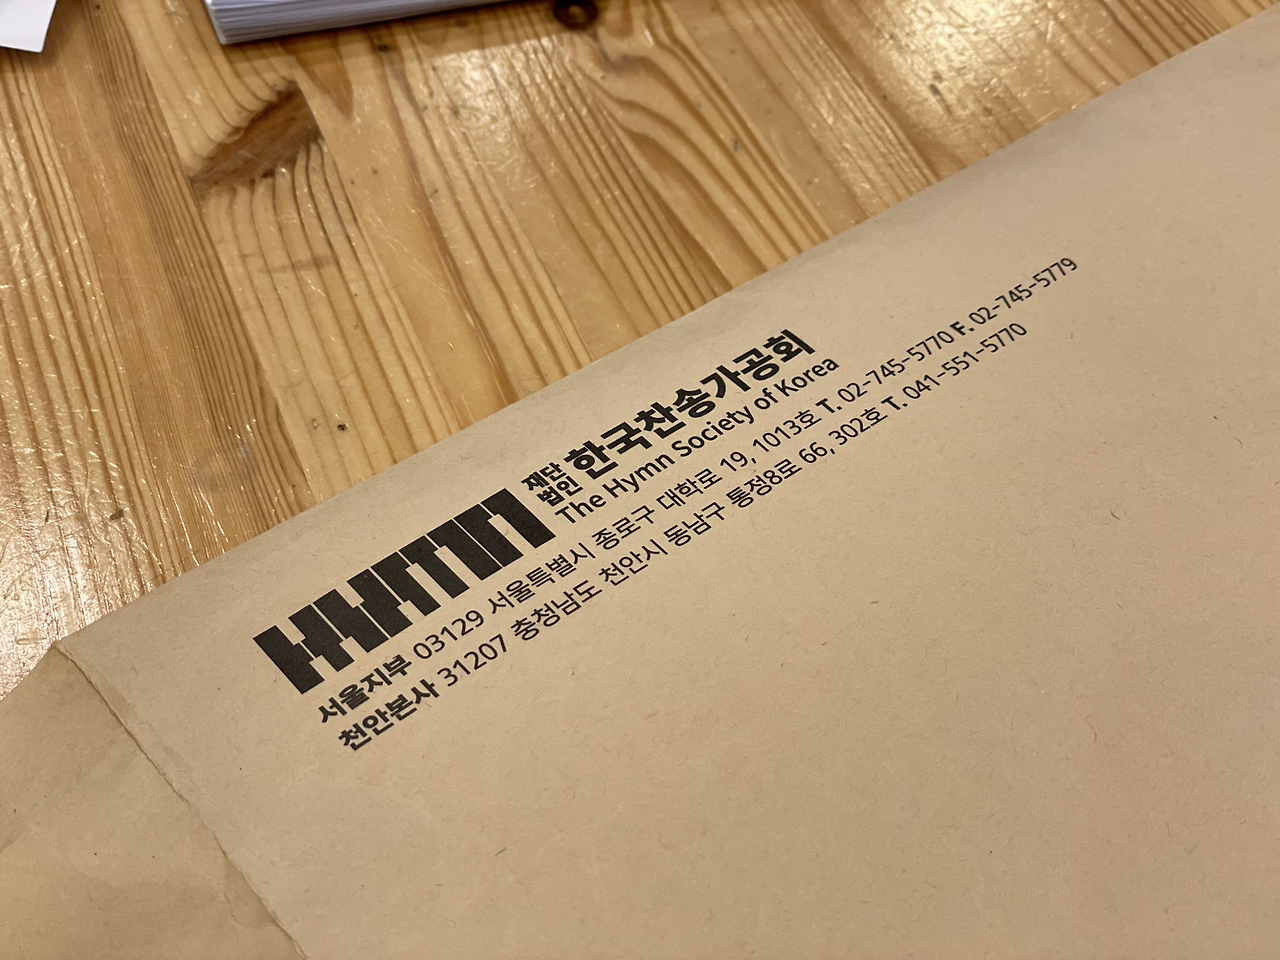 HYMN
재단법인 한국찬송가공회
The Hymn Society of Korea
서울지부 03129 서울특별시 종로구 대학로 19, 1013호 T. 02-745-5770 F. 02-745-5779
천안본사 31207 충청남도 천안시 동남구 통정8로 66, 302호 T. 041-551-5770